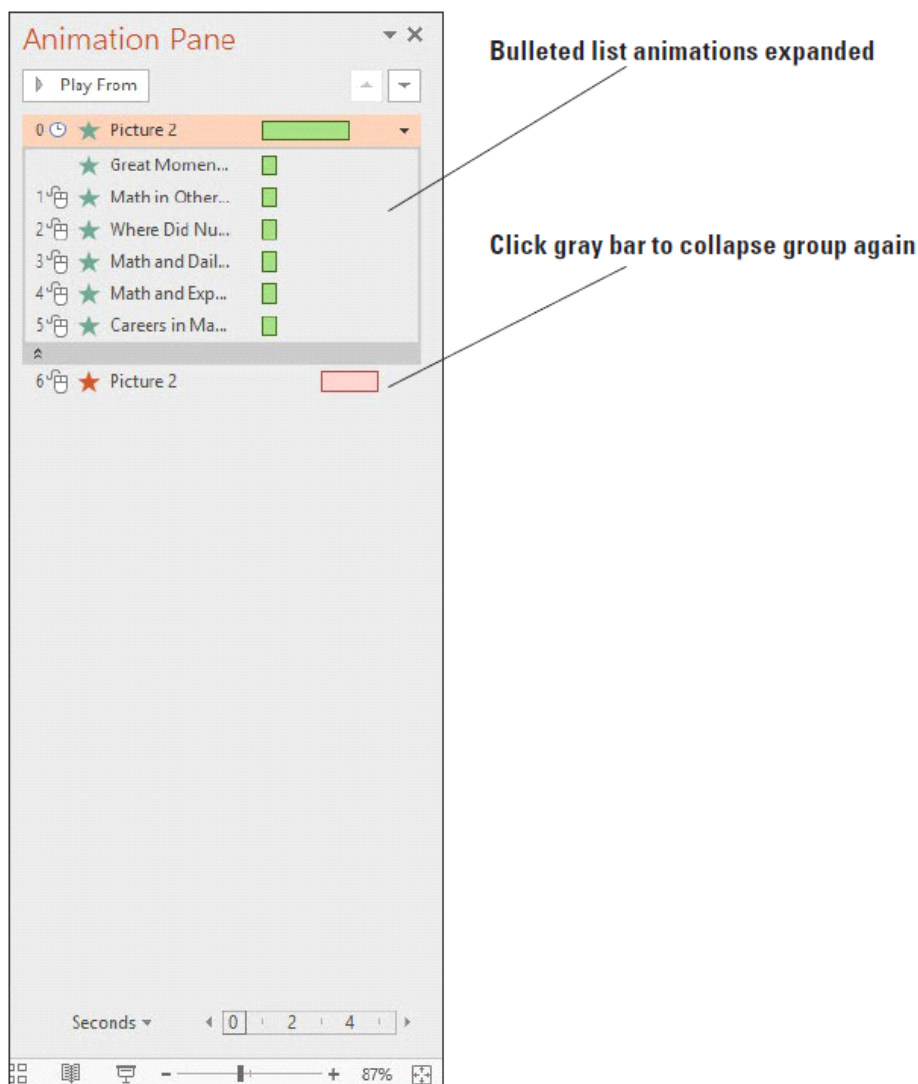 Animation Pane
Bulleted list animations expanded
Play From
0 Picture 2
Great Momen...
1 Math in Other...
2 Where Did Nu...
Click gray bar to collapse group again
3 Math and Dail...
4 Math and Exp...
5 Careers in Ma...
6 Picture 2
Seconds 0 2 4
87%